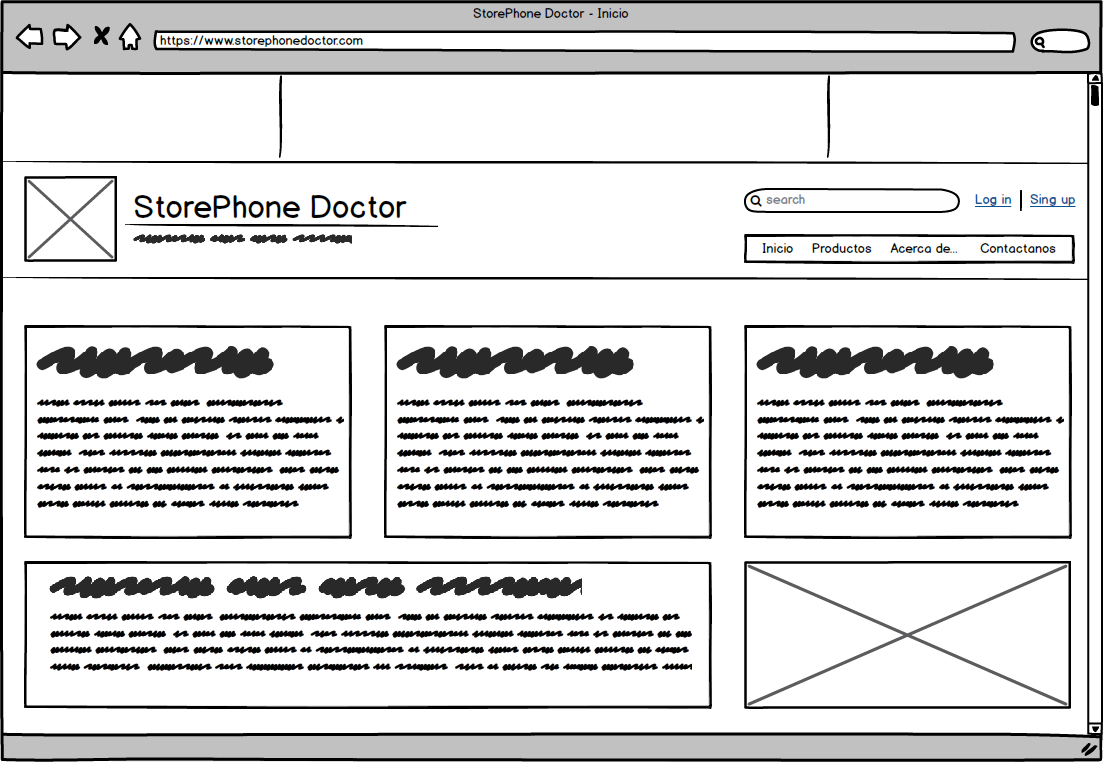 StorePhone Doctor - Inicio
https://www.storephonedoctor.com
StorePhone Doctor
search
Log in
Sing up
Inicio Productos Acerca de... Contactanos